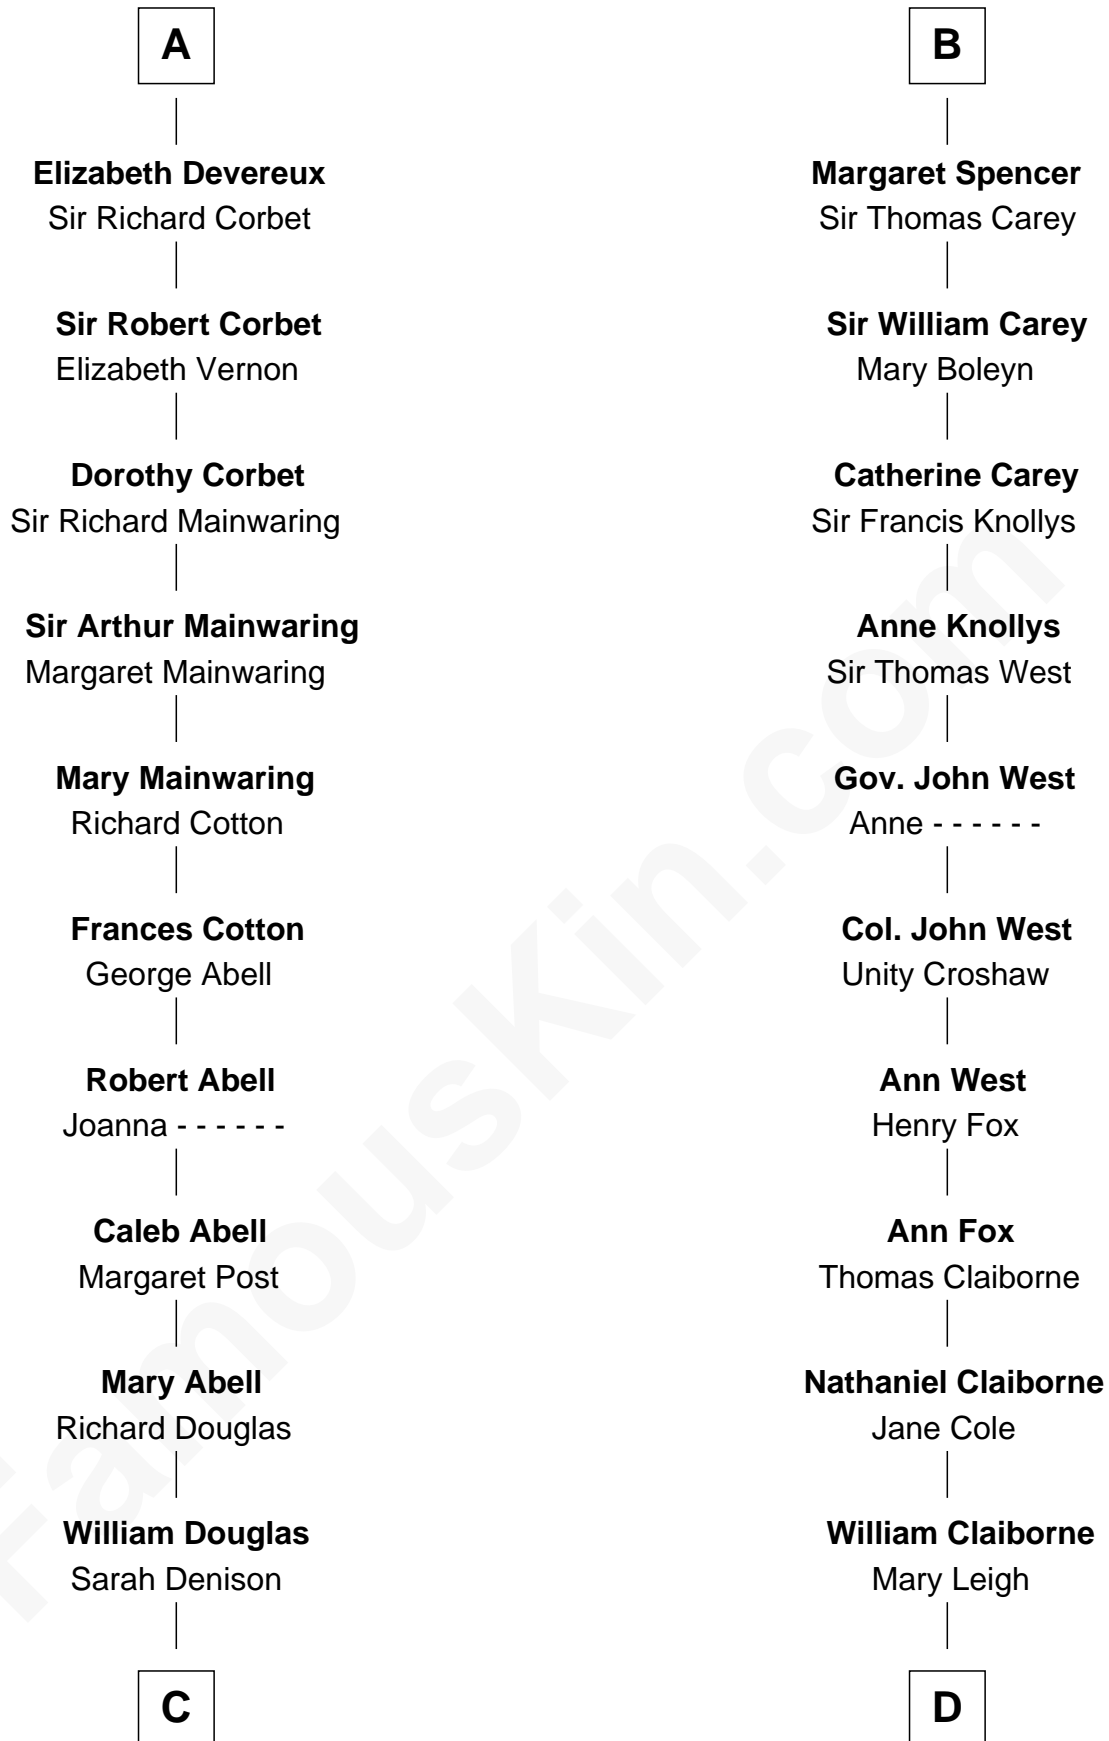 A
Elizabeth Devereux
Sir Richard Corbet
Sir Robert Corbet
Elizabeth Vernon
Dorothy Corbet
Sir Richard Mainwaring
Sir Arthur Mainwaring
Margaret Mainwaring
Mary Mainwaring
Richard Cotton
Frances Cotton
George Abell
Robert Abell
Joanna - - - - - -
Caleb Abell
Margaret Post
Mary Abell
Richard Douglas
William Douglas
Sarah Denison
C
B
Margaret Spencer
Sir Thomas Carey
Sir William Carey
Mary Boleyn
Catherine Carey
Sir Francis Knollys
Anne Knollys
Sir Thomas West
Gov. John West
Anne - - - - - -
Col. John West
Unity Croshaw
Ann West
Henry Fox
Ann Fox
Thomas Claiborne
Nathaniel Claiborne
Jane Cole
William Claiborne
Mary Leigh
D
FamousKin.com